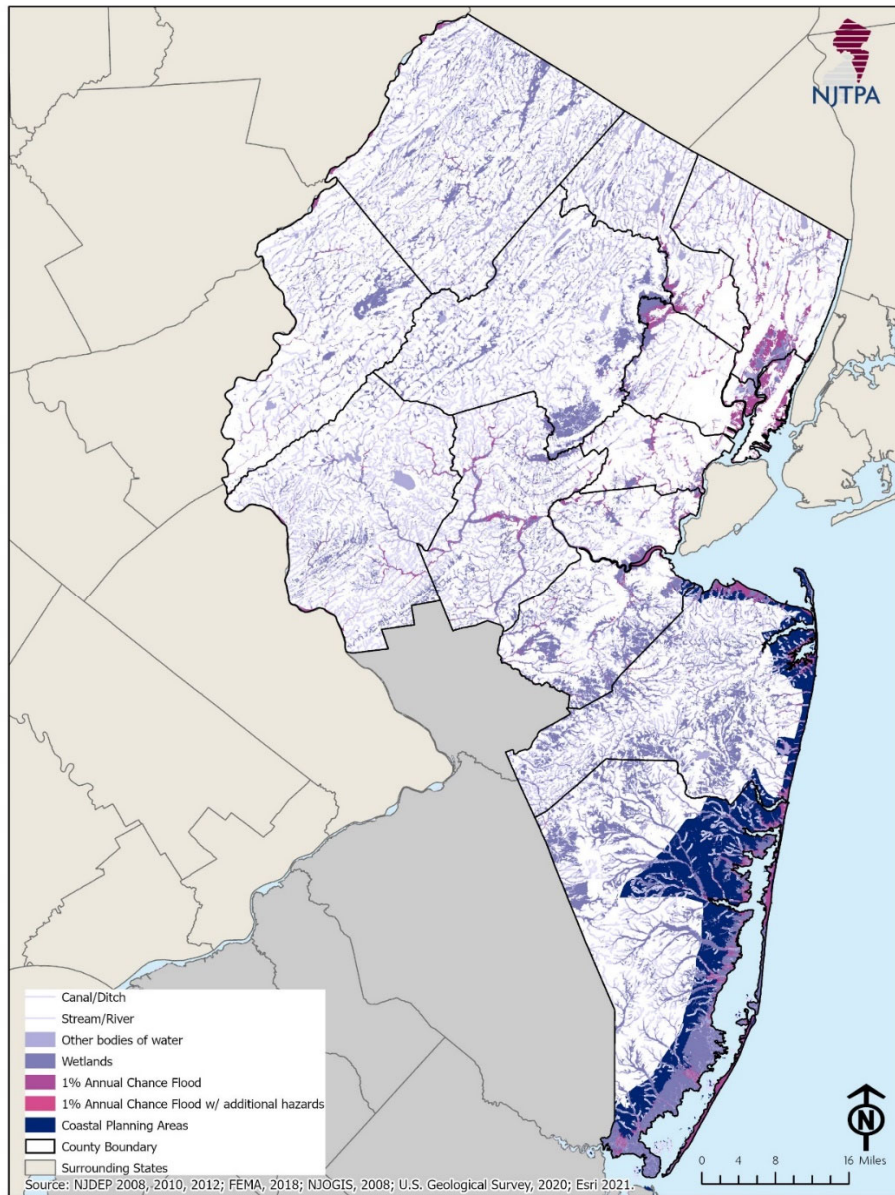 NJTPA
Canal/Ditch
Stream/River
Other bodies of water
Wetlands
1% Annual Chance Flood
1% Annual Chance Flood w/ additional hazards
Coastal Planning Areas
County Boundary
Surrounding States
N
0 4 8 16 Miles
Source: NJDEP 2008, 2010, 2012; FEMA, 2018; NJOGIS, 2008; U.S. Geological Survey, 2020; Esri 2021.